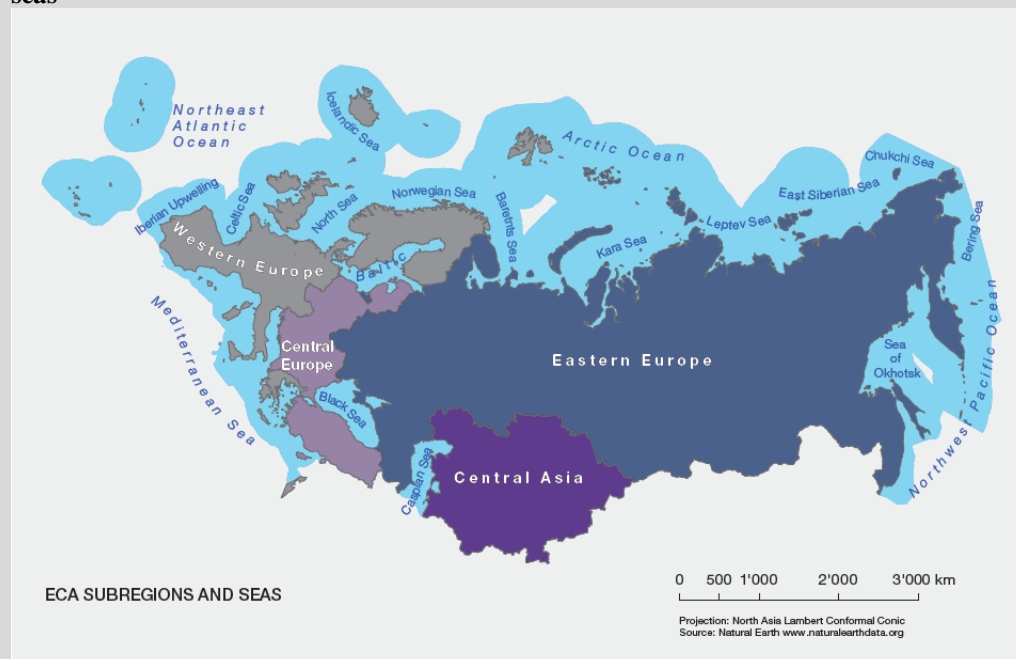 seas
Northeast
Atlantic
Ocean
Icelandic Sea
Arctic Ocean
Chukchi Sea
Iberian Upwelling
Celtic Sea
North Sea
Norwegian Sea
Baretnts Sea
Kara Sea
Leptev Sea
East Siberian Sea
Bering Sea
Western Europe
Baltic
Mediterranean Sea
Central
Europe
Black Sea
Eastern Europe
Sea
of
Okhotsk
Northwest Pacific Ocean
Caspian Sea
Central Asia
ECA SUBREGIONS AND SEAS
0 500 1'000 2'000 3'000 km
Projection: North Asia Lambert Conformal Conic
Source: Natural Earth www.naturalearthdata.org